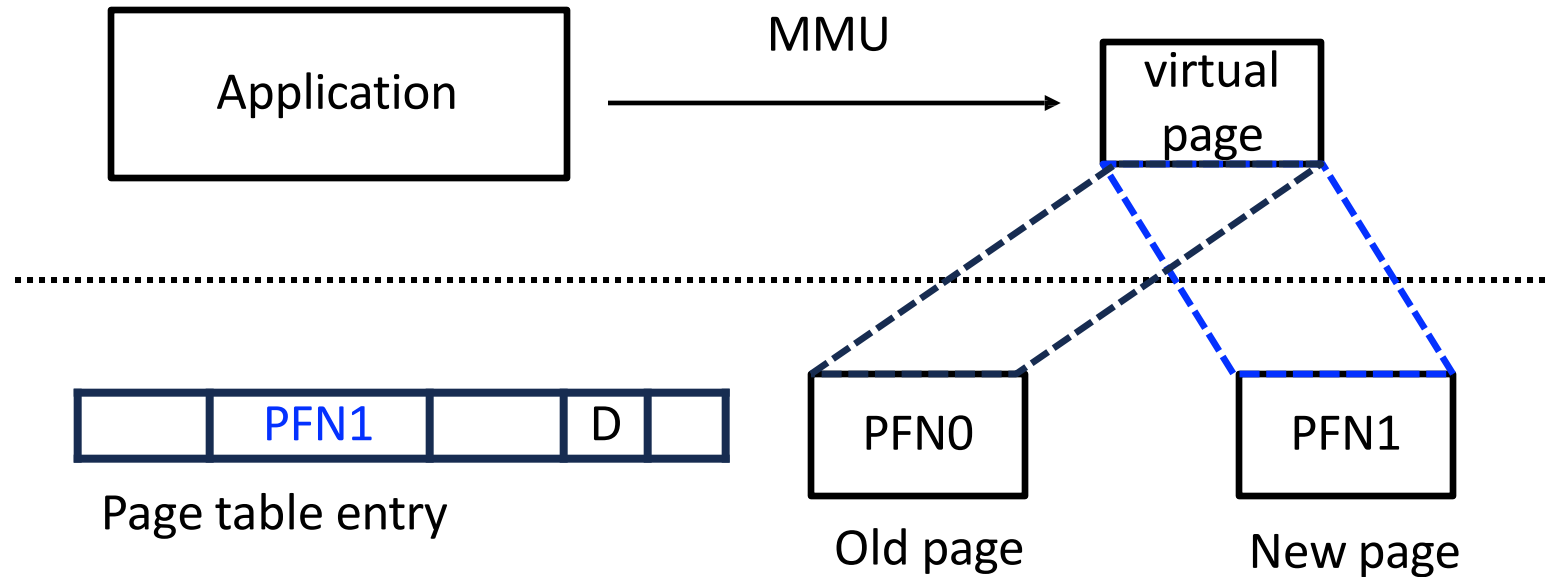 MMU
Application
virtual
page
PFN1
D
PFN0
PFN1
Page table entry
Old page
New page